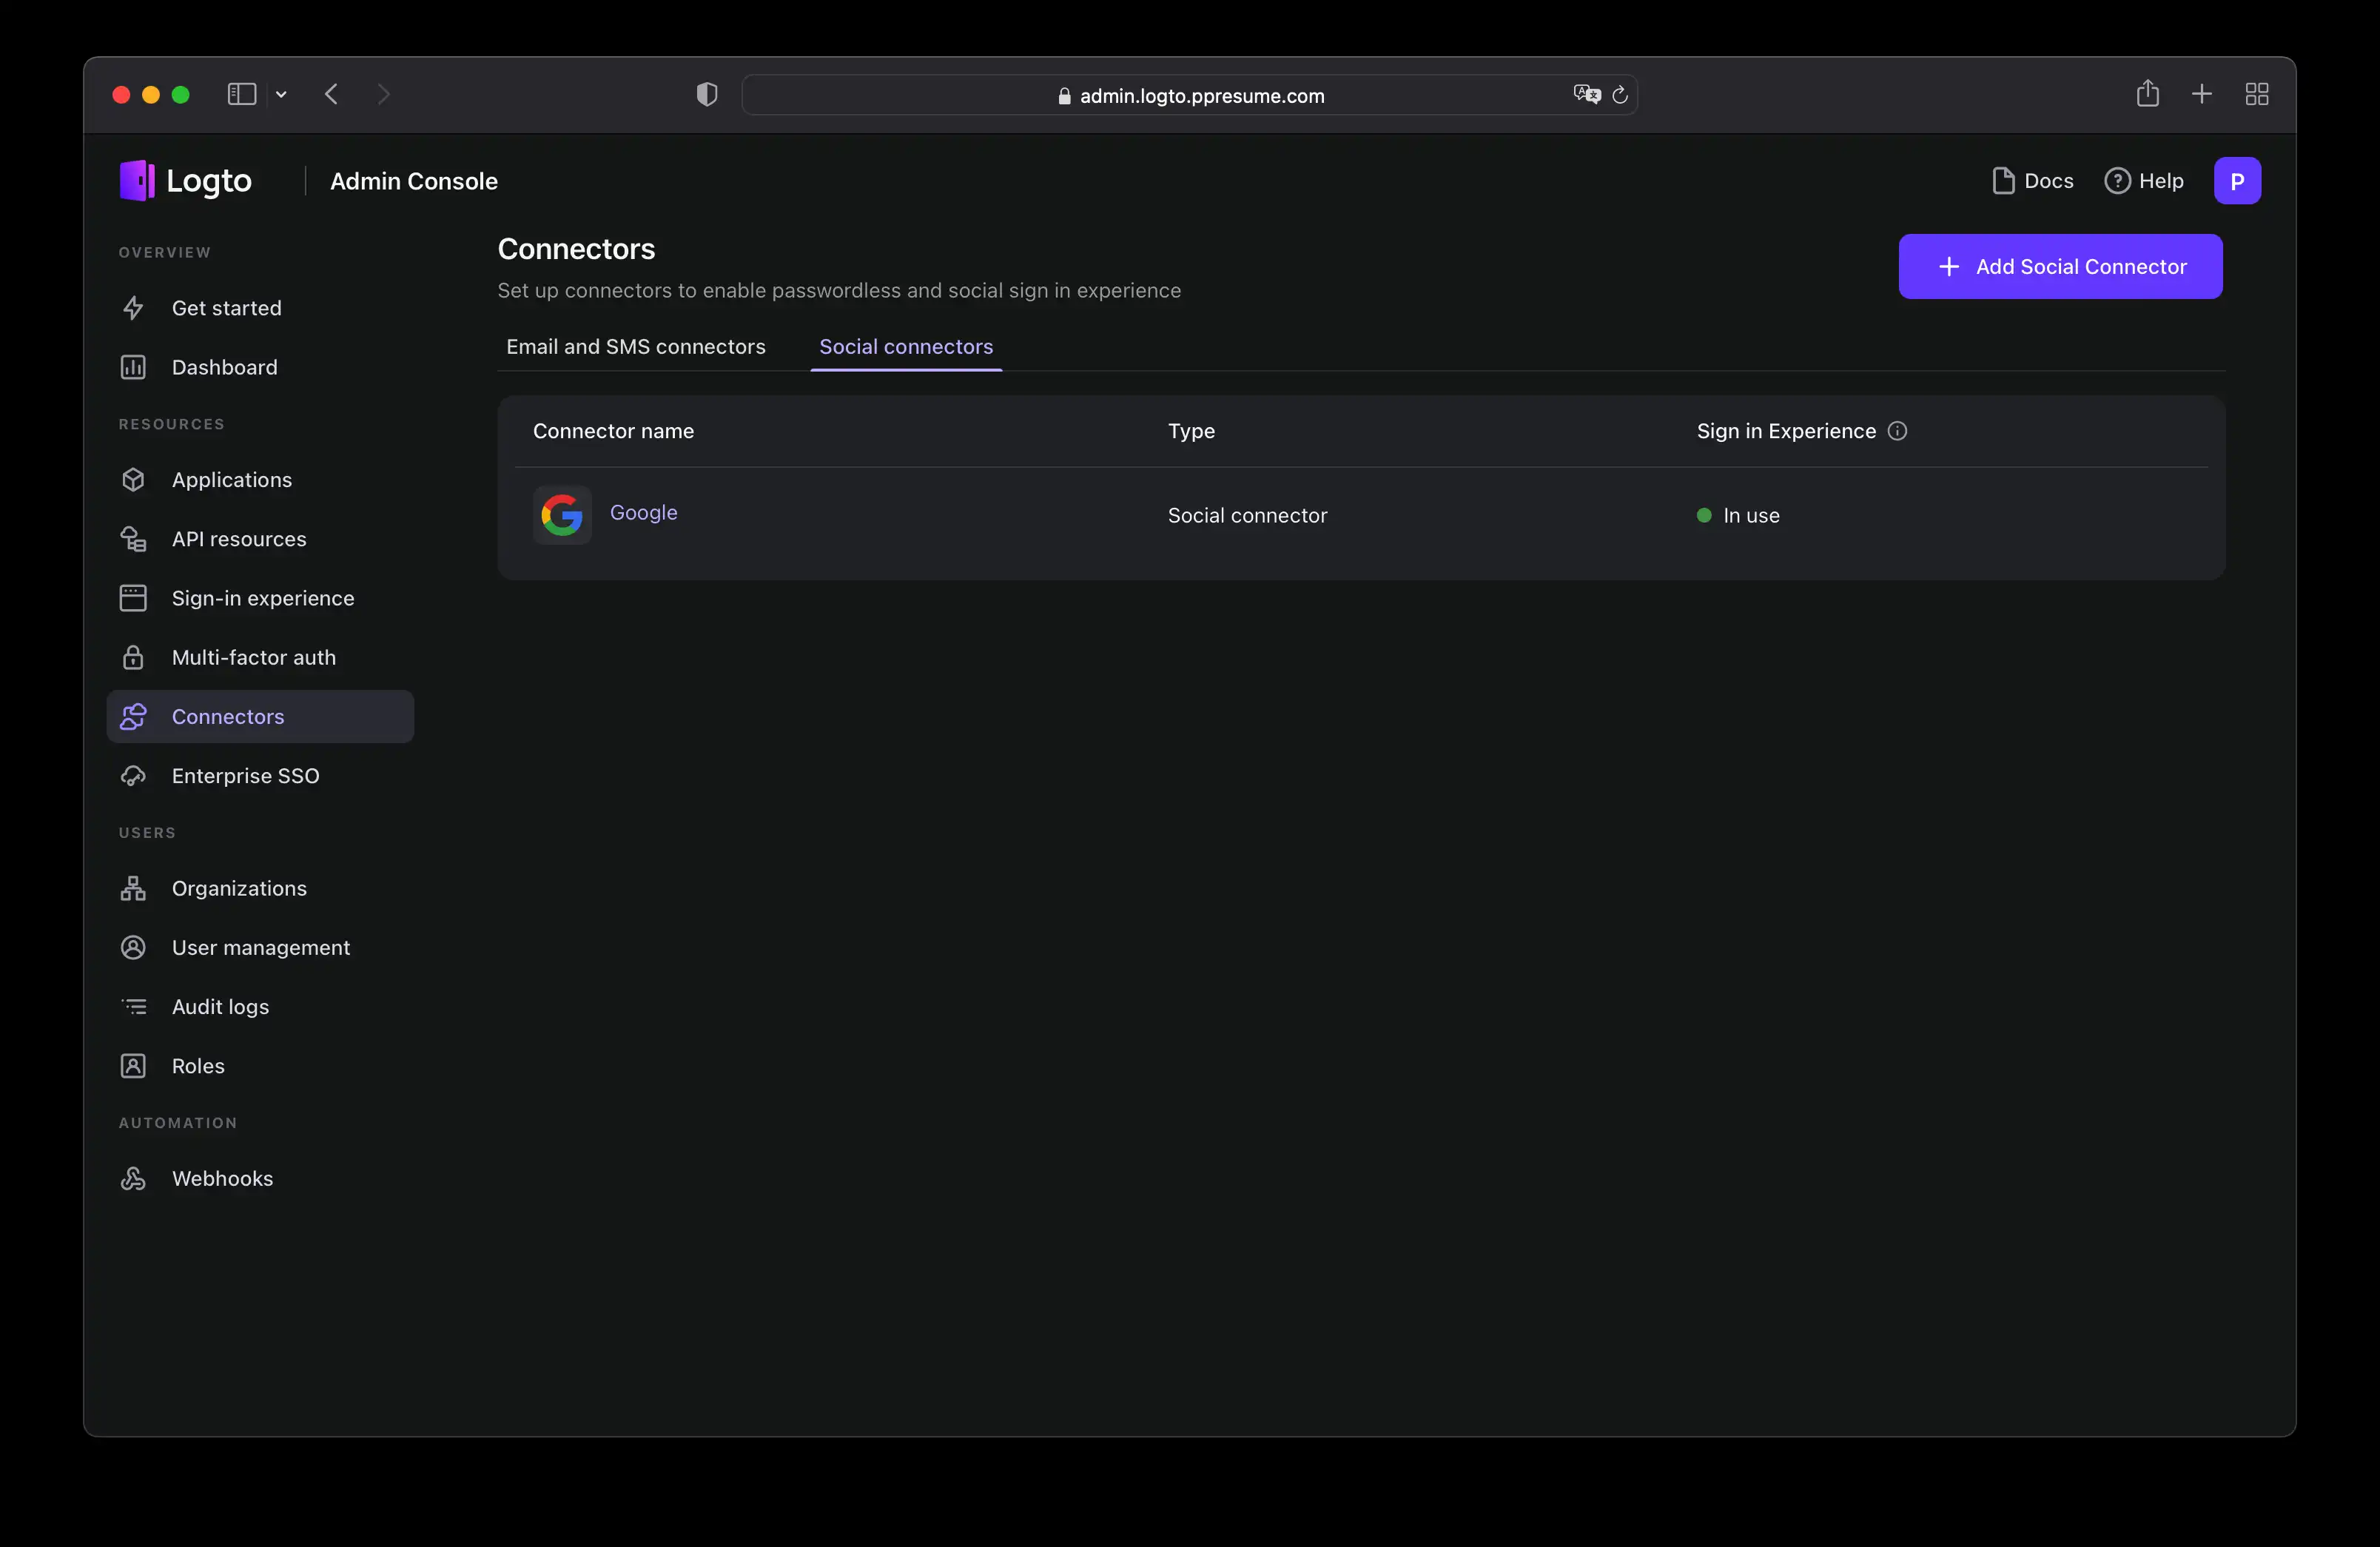 admin.logto.ppresume.com
Logto
Admin Console
Docs
Help
P
OVERVIEW
Get started
Dashboard
RESOURCES
Applications
API resources
Sign-in experience
Multi-factor auth
Connectors
Enterprise SSO
USERS
Organizations
User management
Audit logs
Roles
AUTOMATION
Webhooks
Connectors
Set up connectors to enable passwordless and social sign in experience
Add Social Connector
Email and SMS connectors
Social connectors
Connector name
Type
Sign in Experience
Google
Social connector
In use